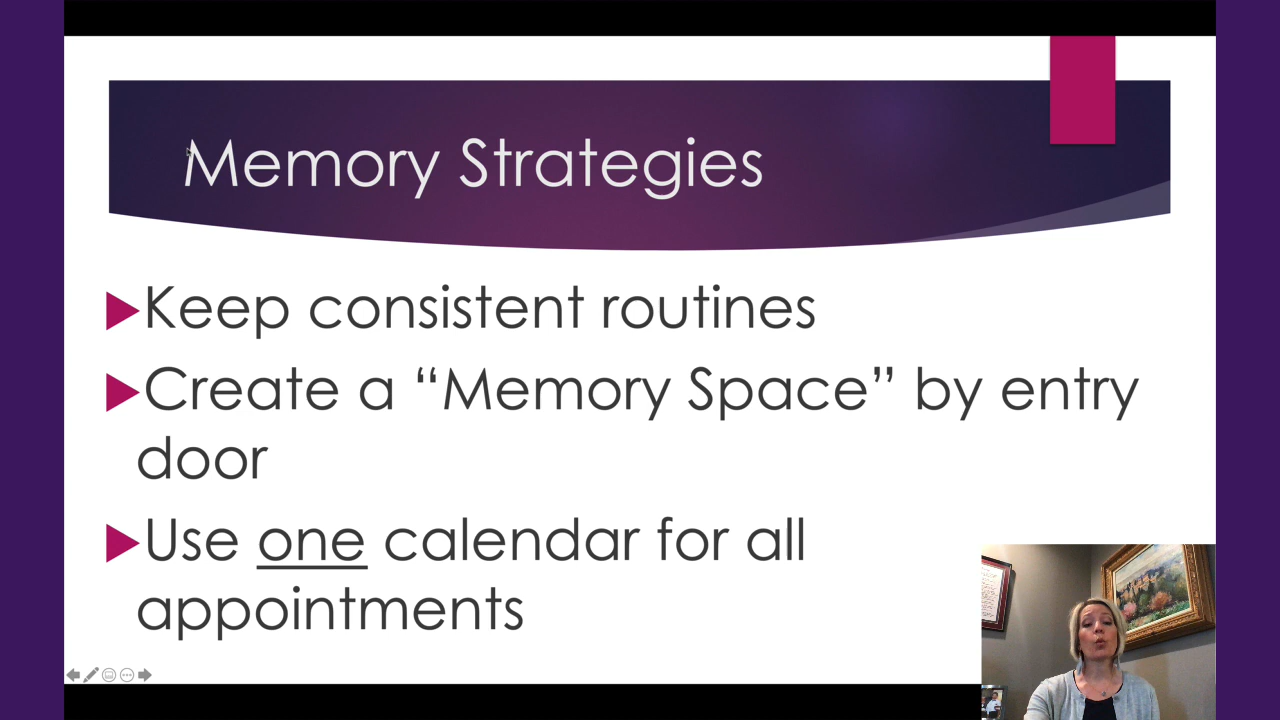 Memory Strategies
Keep consistent routines
Create a “Memory Space” by entry
door
Use one calendar for all
appointments